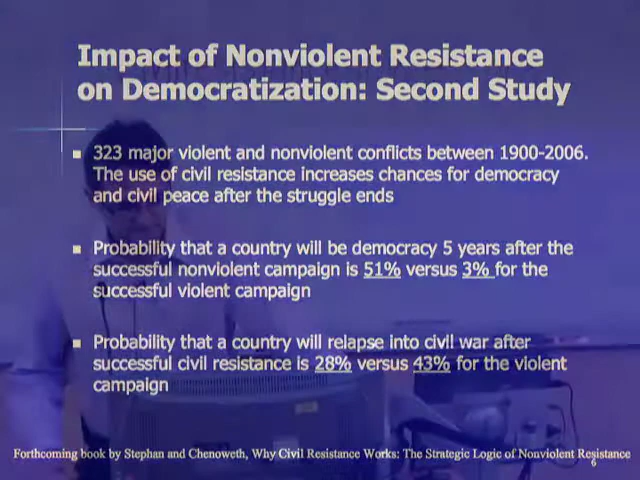 Impact of Nonviolent Resistance
on Democratization: Second Study
323 major violent and nonviolent conflicts between 1900-2006.
The use of civil resistance increases chances for democracy
and civil peace after the struggle ends
Probability that a country will be democracy 5 years after the
successful nonviolent campaign is 51% versus 3% for the
successful violent campaign
Probability that a country will relapse into civil war after
successful civil resistance is 28% versus 43% for the violent
campaign
Forthcoming book by Stephan and Chenoweth, Why Civil Resistance Works: The Strategic Logic of Nonviolent Resistance
6